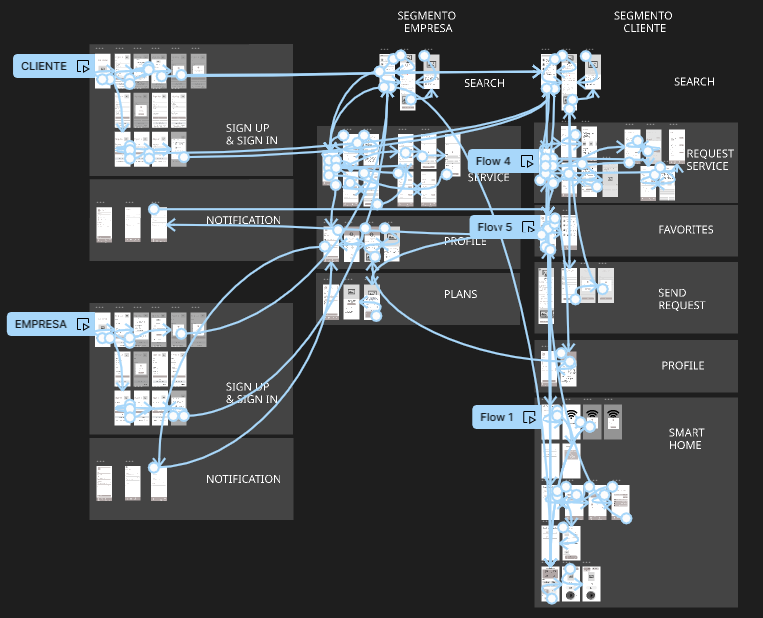 SEGMENTO
EMPRESA
SEGMENTO
CLIENTE
CLIENTE
SEARCH
SEARCH
SIGN UP
& SIGN IN
Flow 4
SERVICE
REQUEST
SERVICE
NOTIFICATION
Flow 5
PROFILE
FAVORITES
PLANS
SEND
REQUEST
EMPRESA
SIGN UP
& SIGN IN
PROFILE
Flow 1
SMART
HOME
NOTIFICATION